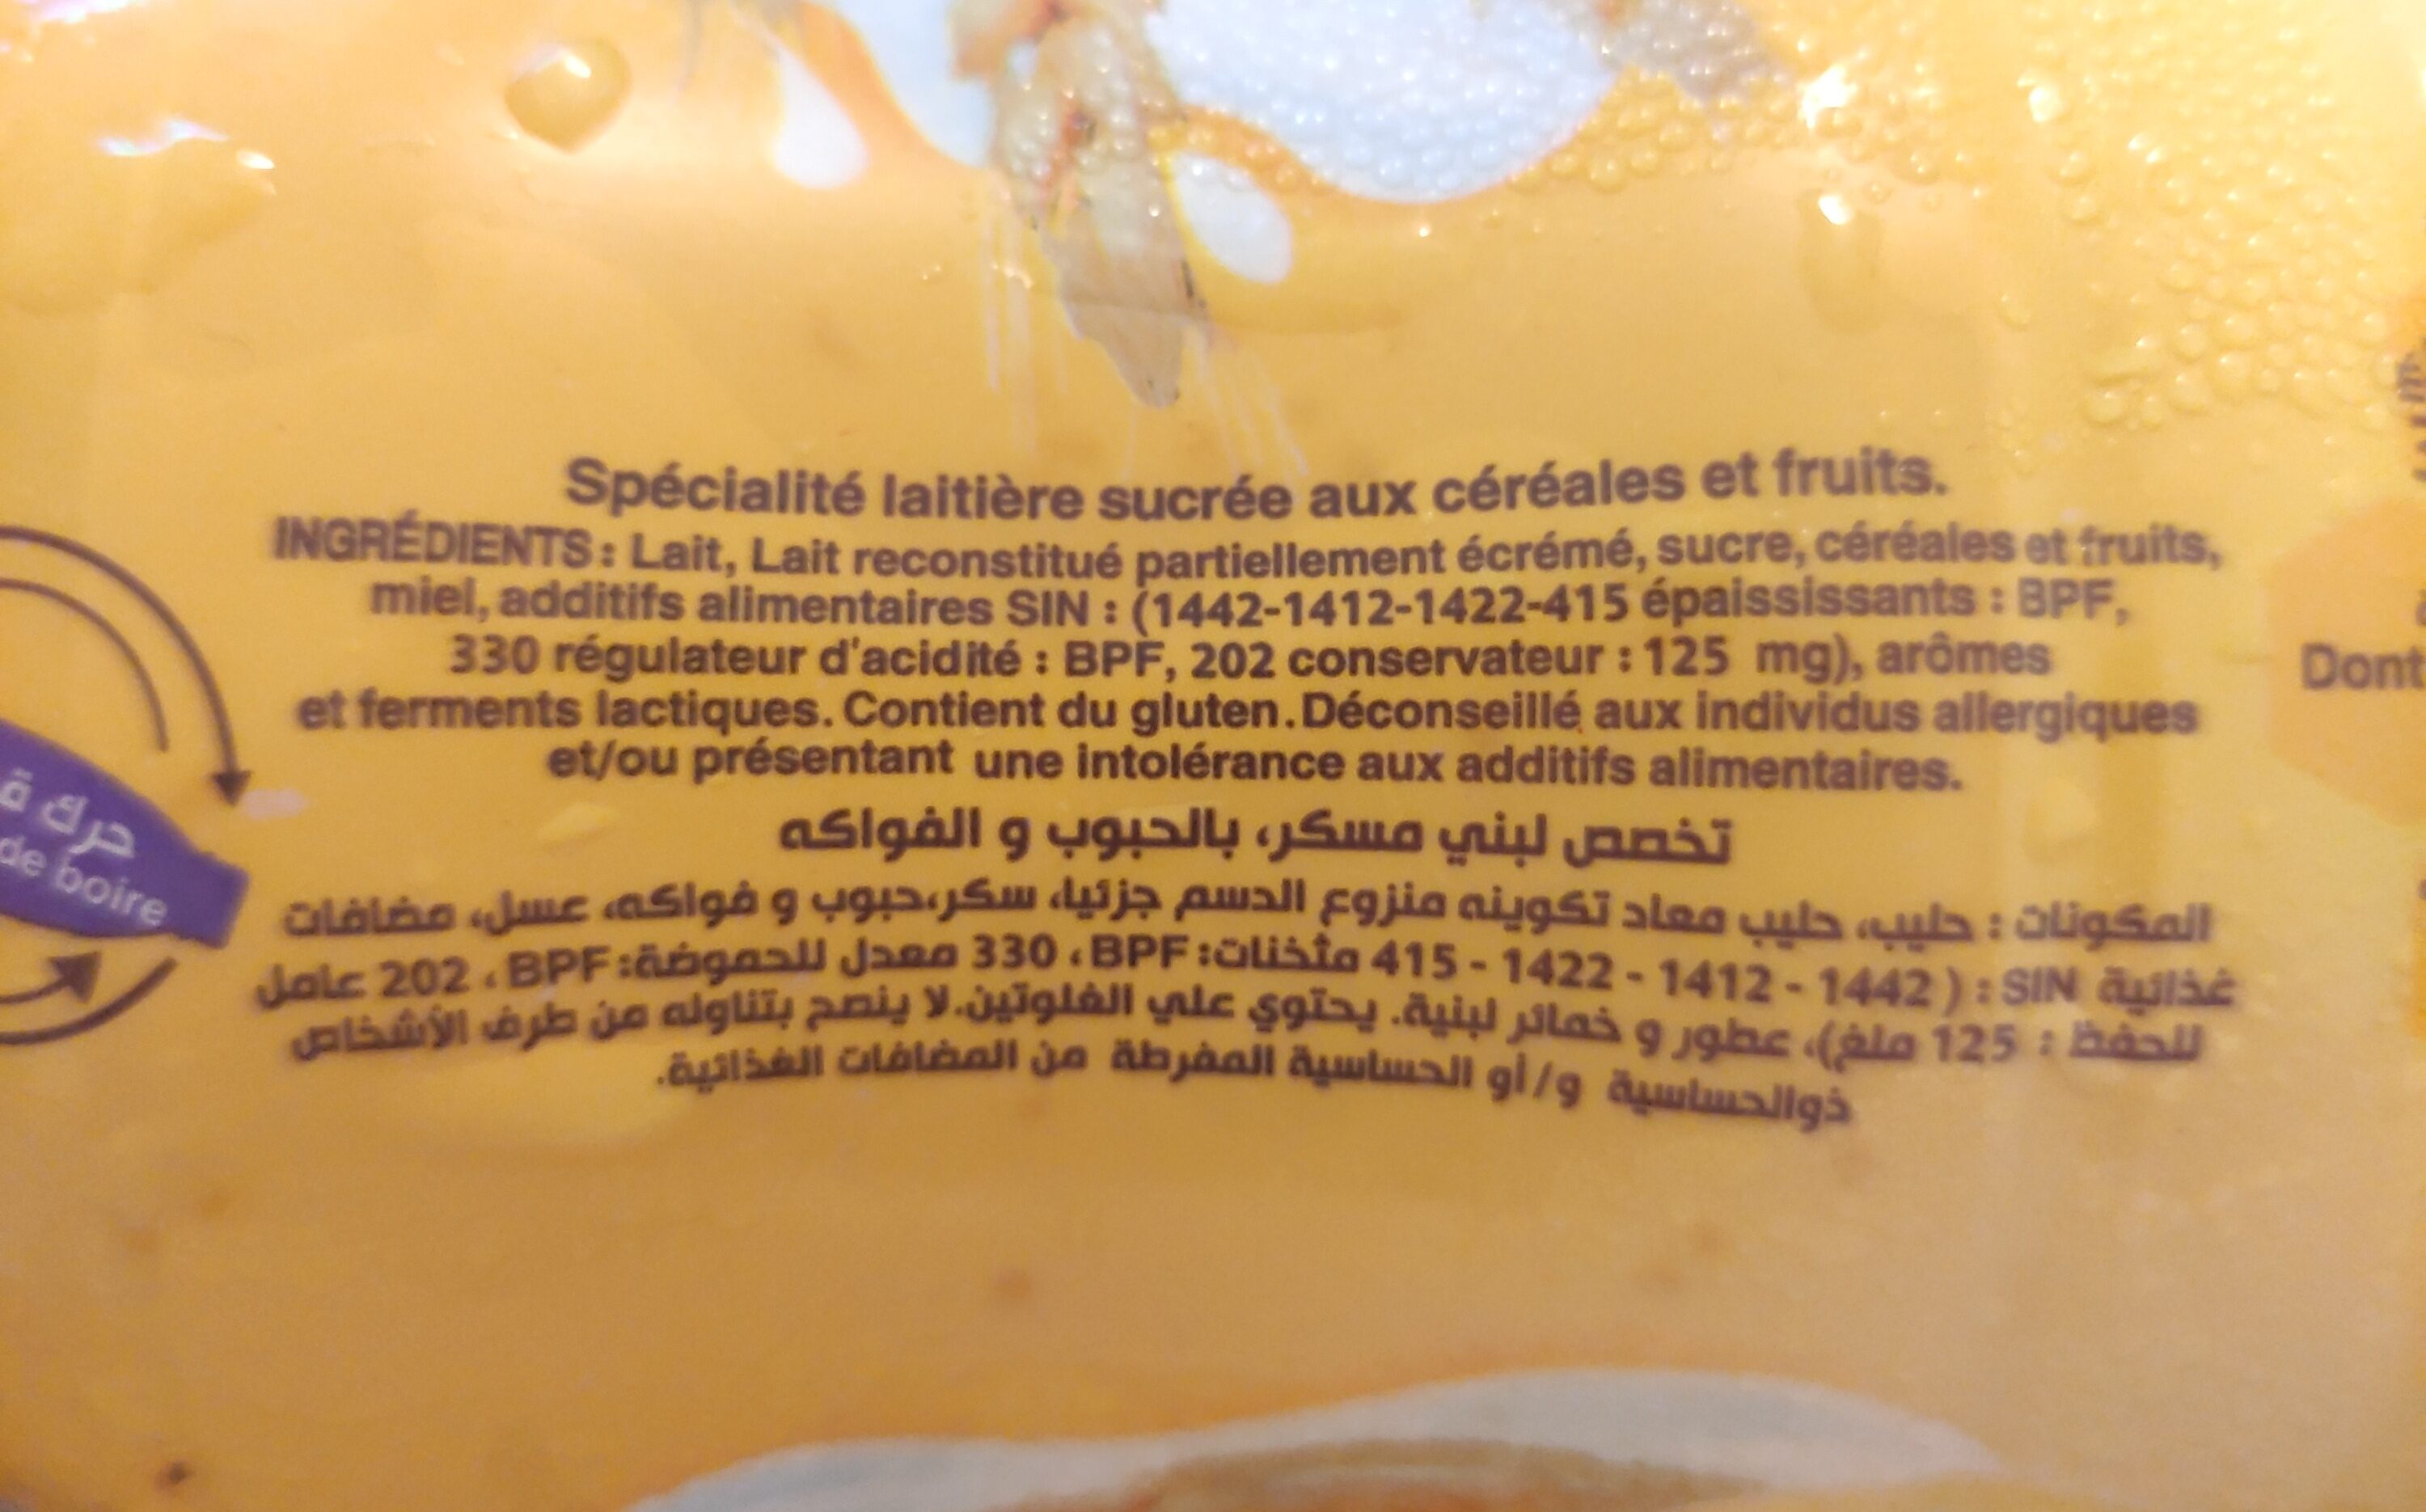 Spécialité laitière sucrée aux céréales et fruits.
INGRÉDIENTS : Lait, Lait reconstitué partiellement écrémé, sucre, céréales et fruits,
miel, additifs alimentaires SIN : (1442-1412-1422-415 épaississants : BPF,
330 régulateur d'acidité : BPF, 202 conservateur : 125 mg), arômes
et ferments lactiques. Contient du gluten. Déconseillé aux individus allergiques
et/ou présentant une intolérance aux additifs alimentaires.
تخصص لبني مسكر، بالحبوب و الفواكه
المكونات : حليب، حليب معاد تكوينه منزوع الدسم جزئيا، سكر،حبوب و فواكه، عسل، مضافات
غذائية SIN : ( 1442 - 1412 - 1422 - 415 مثخنات: BPF، 330 معدل للحموضة: BPF، 202 عامل
للحفظ : 125 ملغ)، عطور و خمائر لبنية. يحتوي علي الغلوتين.لا ينصح بتناوله من طرف الأشخاص
ذوالحساسية و/أو الحساسية المفرطة من المضافات الغذائية.
حرك ق
de boire
Dont